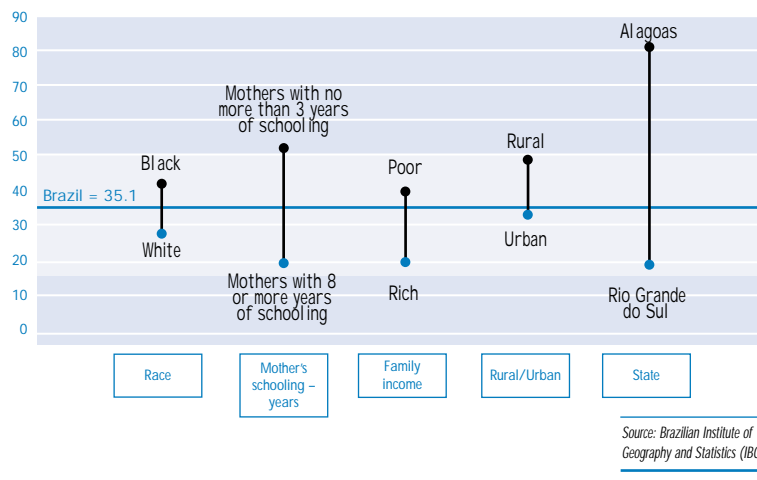 90
80
70
60
50
40
30
20
10
0
Brazil = 35.1
Black
White
Mothers with no
more than 3 years
of schooling
Mothers with 8
or more years
of schooling
Poor
Rich
Rural
Urban
Alagoas
Rio Grande
do Sul
Race
Mother's
schooling –
years
Family
income
Rural/Urban
State
Source: Brazilian Institute of
Geography and Statistics (IBG